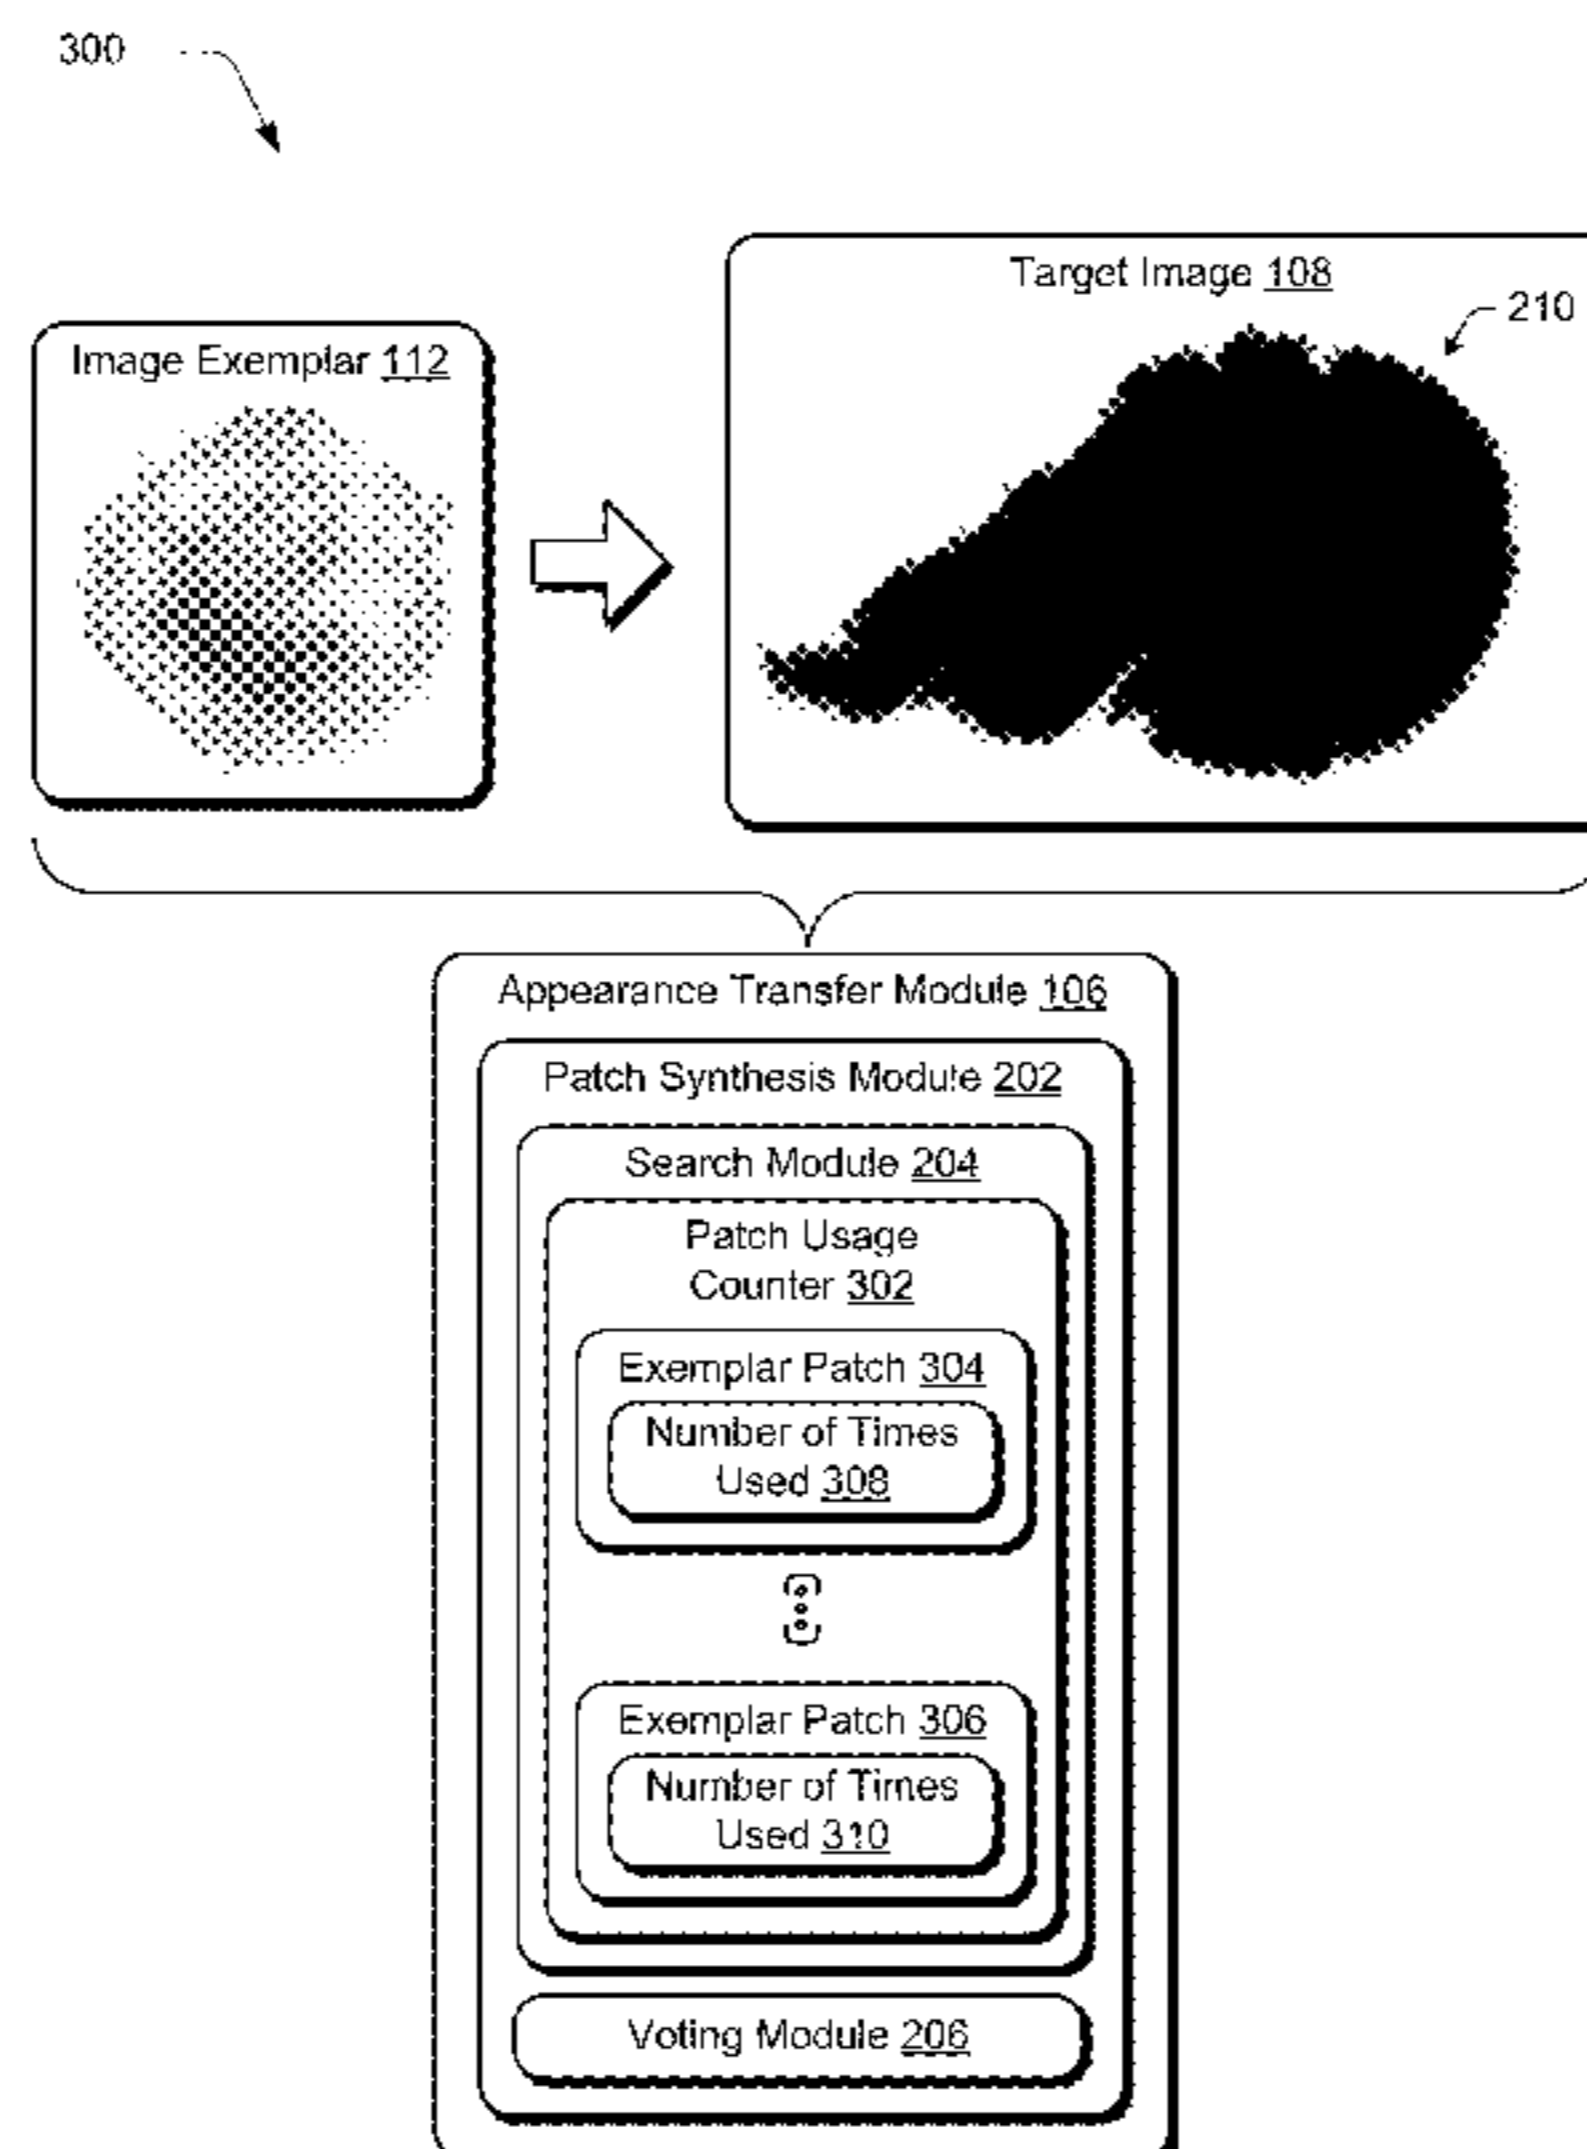 300
Target Image 108
210
Image Exemplar 112
Appearance Transfer Module 106
Patch Synthesis Module 202
Search Module 204
Patch Usage
Counter 302
Exemplar Patch 304
Number of Times
Used 308
Exemplar Patch 306
Number of Times
Used 310
Voting Module 206